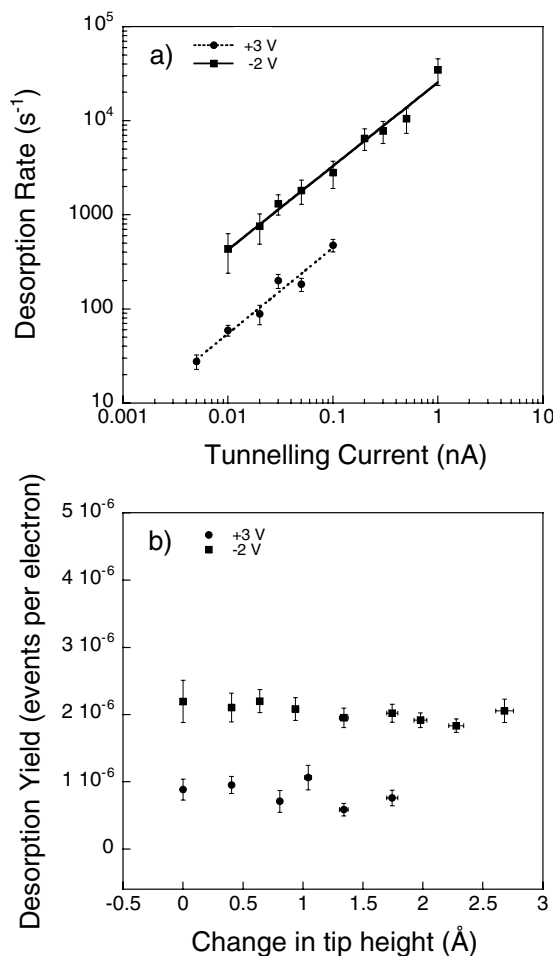 a)
+3 V
-2 V
10⁵
10⁴
1000
100
10
Desorption Rate (s⁻¹)
0.001 0.01 0.1 1 10
Tunnelling Current (nA)
b)
+3 V
-2 V
5 10⁻⁶
4 10⁻⁶
3 10⁻⁶
2 10⁻⁶
1 10⁻⁶
0
Desorption Yield (events per electron)
-0.5 0 0.5 1 1.5 2 2.5 3
Change in tip height (Å)